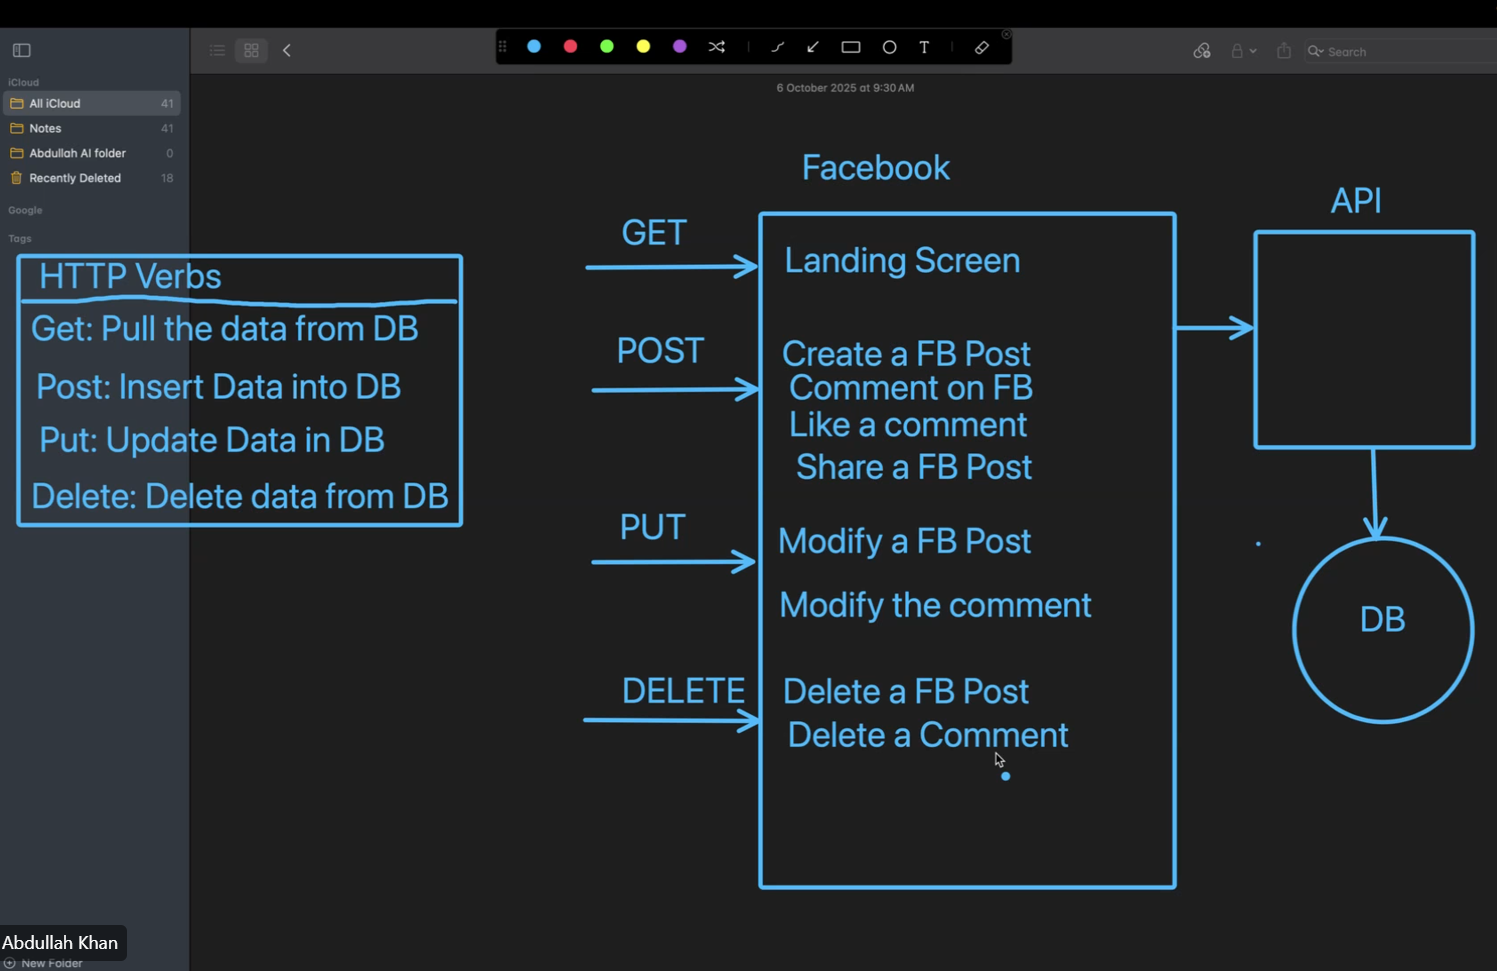 Search
6 October 2025 at 9:30 AM
iCloud
All iCloud 41
Notes 41
Abdullah AI folder 0
Recently Deleted 18
Google
Tags
HTTP Verbs
Get: Pull the data from DB
Post: Insert Data into DB
Put: Update Data in DB
Delete: Delete data from DB
Facebook
GET
Landing Screen
POST
Create a FB Post
Comment on FB
Like a comment
Share a FB Post
PUT
Modify a FB Post
Modify the comment
DELETE
Delete a FB Post
Delete a Comment
API
DB
T
Abdullah Khan
New Folder